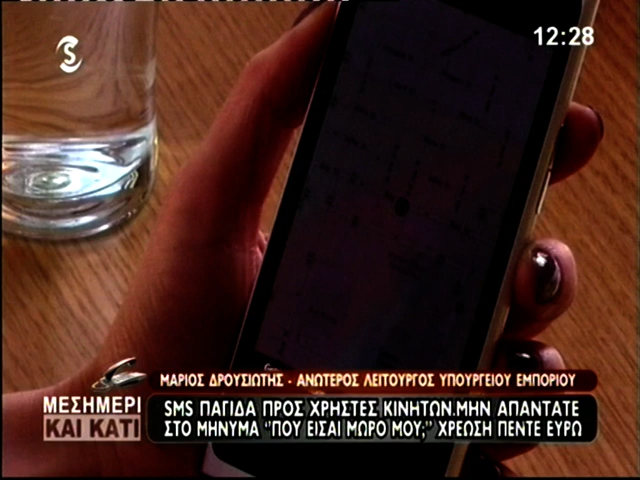 12:28
S
ΜΑΡΙΟΣ ΔΡΟΥΣΙΩΤΗΣ - ΑΝΩΤΕΡΟΣ ΛΕΙΤΟΥΡΓΟΣ ΥΠΟΥΡΓΕΙΟΥ ΕΜΠΟΡΙΟΥ
ΜΕΣΗΜΕΡΙ
ΚΑΙ ΚΑΤΙ
SMS ΠΑΓΙΔΑ ΠΡΟΣ ΧΡΗΣΤΕΣ ΚΙΝΗΤΩΝ.ΜΗΝ ΑΠΑΝΤΑΤΕ
ΣΤΟ ΜΗΝΥΜΑ ‘‘ΠΟΥ ΕΙΣΑΙ ΜΩΡΟ ΜΟΥ;’’ ΧΡΕΩΣΗ ΠΕΝΤΕ ΕΥΡΩ